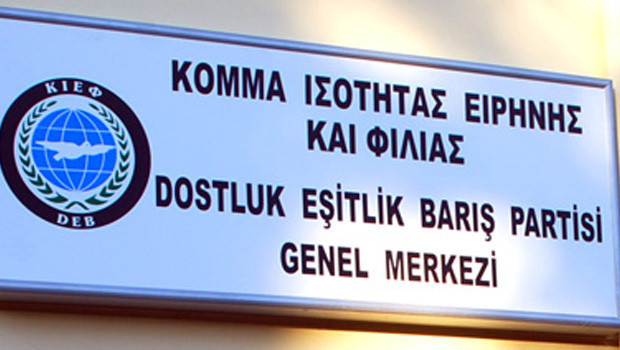 ΚΙΕΦ
DEB
ΚΟΜΜΑ ΙΣΟΤΗΤΑΣ ΕΙΡΗΝΗΣ
ΚΑΙ ΦΙΛΙΑΣ
DOSTLUK EŞİTLİK BARIŞ PARTİSİ
GENEL MERKEZİ